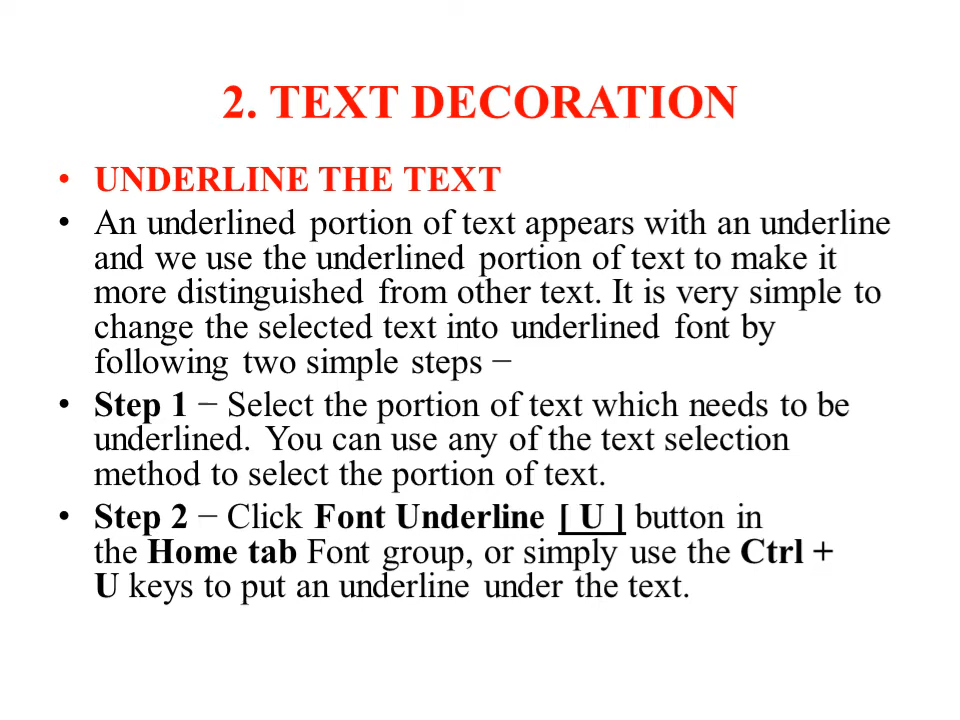 2. TEXT DECORATION
• UNDERLINE THE TEXT
• An underlined portion of text appears with an underline
and we use the underlined portion of text to make it
more distinguished from other text. It is very simple to
change the selected text into underlined font by
following two simple steps −
• Step 1 − Select the portion of text which needs to be
underlined. You can use any of the text selection
method to select the portion of text.
• Step 2 − Click Font Underline [ U ] button in
the Home tab Font group, or simply use the Ctrl +
U keys to put an underline under the text.